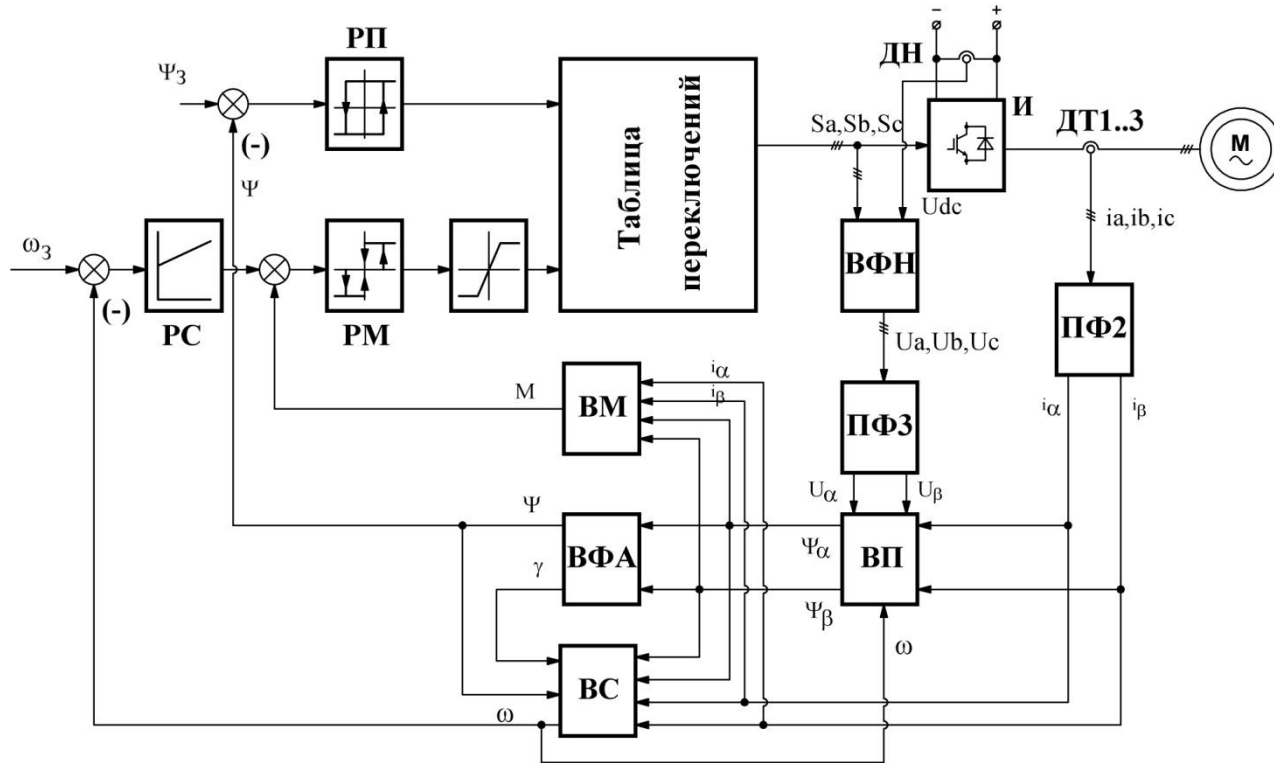 − +
РП
ДН
Ψ3
И
ДТ1..3
Sa,Sb,Sc
М
(-)
Таблица
переключений
Ψ
Udc
ia,ib,ic
ω3
ВФН
(-)
РС
РМ
ПФ2
Ua,Ub,Uc
iα
iβ
М
ВМ
ПФ3
iα
iβ
Uα
Uβ
Ψ
ВФА
Ψα
ВП
γ
Ψβ
ω
ВС
ω